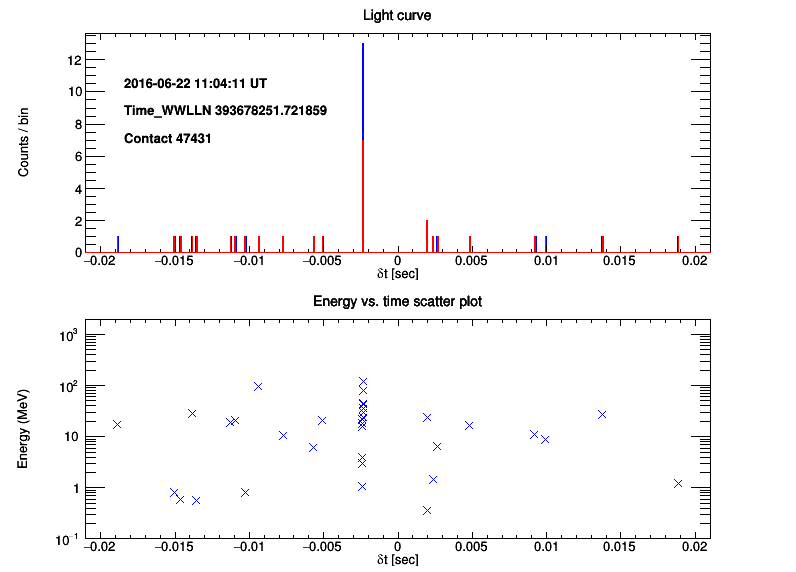 Light curve
Counts / bin
12
10
8
6
4
2
0
2016-06-22 11:04:11 UT
Time_WWLLN 393678251.721859
Contact 47431
−0.02 −0.015 −0.01 −0.005 0 0.005 0.01 0.015 0.02
δt [sec]
Energy vs. time scatter plot
Energy (MeV)
10³
10²
10
1
10⁻¹
−0.02 −0.015 −0.01 −0.005 0 0.005 0.01 0.015 0.02
δt [sec]